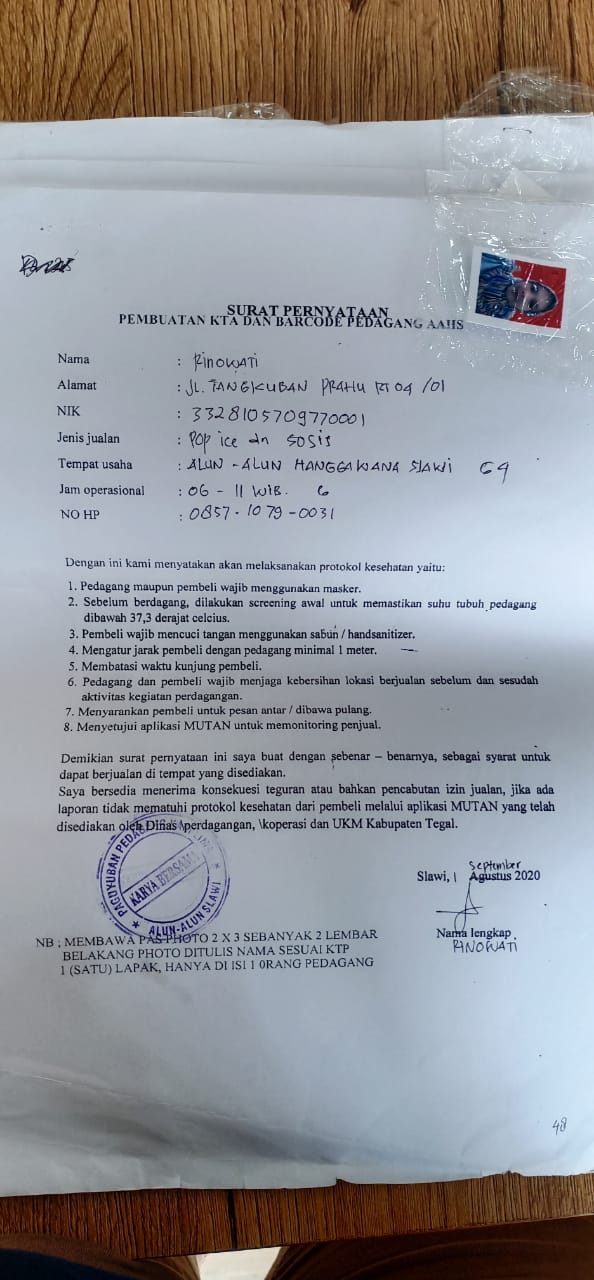 SURAT PERNYATAAN
PEMBUATAN KTA DAN BARCODE PEDAGANG AAHS
Nama : RINOWATI
Alamat : JL. TANGKUBAN PRAHU RT 04 /01
NIK : 3328105709770001
Jenis jualan : POP ice dn SOSIS
Tempat usaha : ALUN - ALUN HANGGAWANA SLAWI C4
Jam operasional : 06 - 11 WIB. 6
NO HP : 0857-1079-0031
Dengan ini kami menyatakan akan melaksanakan protokol kesehatan yaitu:
1. Pedagang maupun pembeli wajib menggunakan masker.
2. Sebelum berdagang, dilakukan screening awal untuk memastikan suhu tubuh pedagang
dibawah 37,3 derajat celcius.
3. Pembeli wajib mencuci tangan menggunakan sabun / handsanitizer.
4. Mengatur jarak pembeli dengan pedagang minimal 1 meter.
5. Membatasi waktu kunjung pembeli.
6. Pedagang dan pembeli wajib menjaga kebersihan lokasi berjualan sebelum dan sesudah
aktivitas kegiatan perdagangan.
7. Menyarankan pembeli untuk pesan antar / dibawa pulang.
8. Menyetujui aplikasi MUTAN untuk memonitoring penjual.
Demikian surat pernyataan ini saya buat dengan sebenar – benarnya, sebagai syarat untuk
dapat berjualan di tempat yang disediakan.
Saya bersedia menerima konsekuesi teguran atau bahkan pencabutan izin jualan, jika ada
laporan tidak mematuhi protokol kesehatan dari pembeli melalui aplikasi MUTAN yang telah
disediakan oleh Dinas \perdagangan, \koperasi dan UKM Kabupaten Tegal.
PAGUYUBAN
KARYA BERSAMA
ALUN-ALUN SLAWI
September
Slawi, 1 Agustus 2020
Nama lengkap
RINOWATI
NB ; MEMBAWA PAS PHOTO 2 X 3 SEBANYAK 2 LEMBAR
BELAKANG PHOTO DITULIS NAMA SESUAI KTP
1 (SATU) LAPAK, HANYA DI ISI 1 0RANG PEDAGANG
48